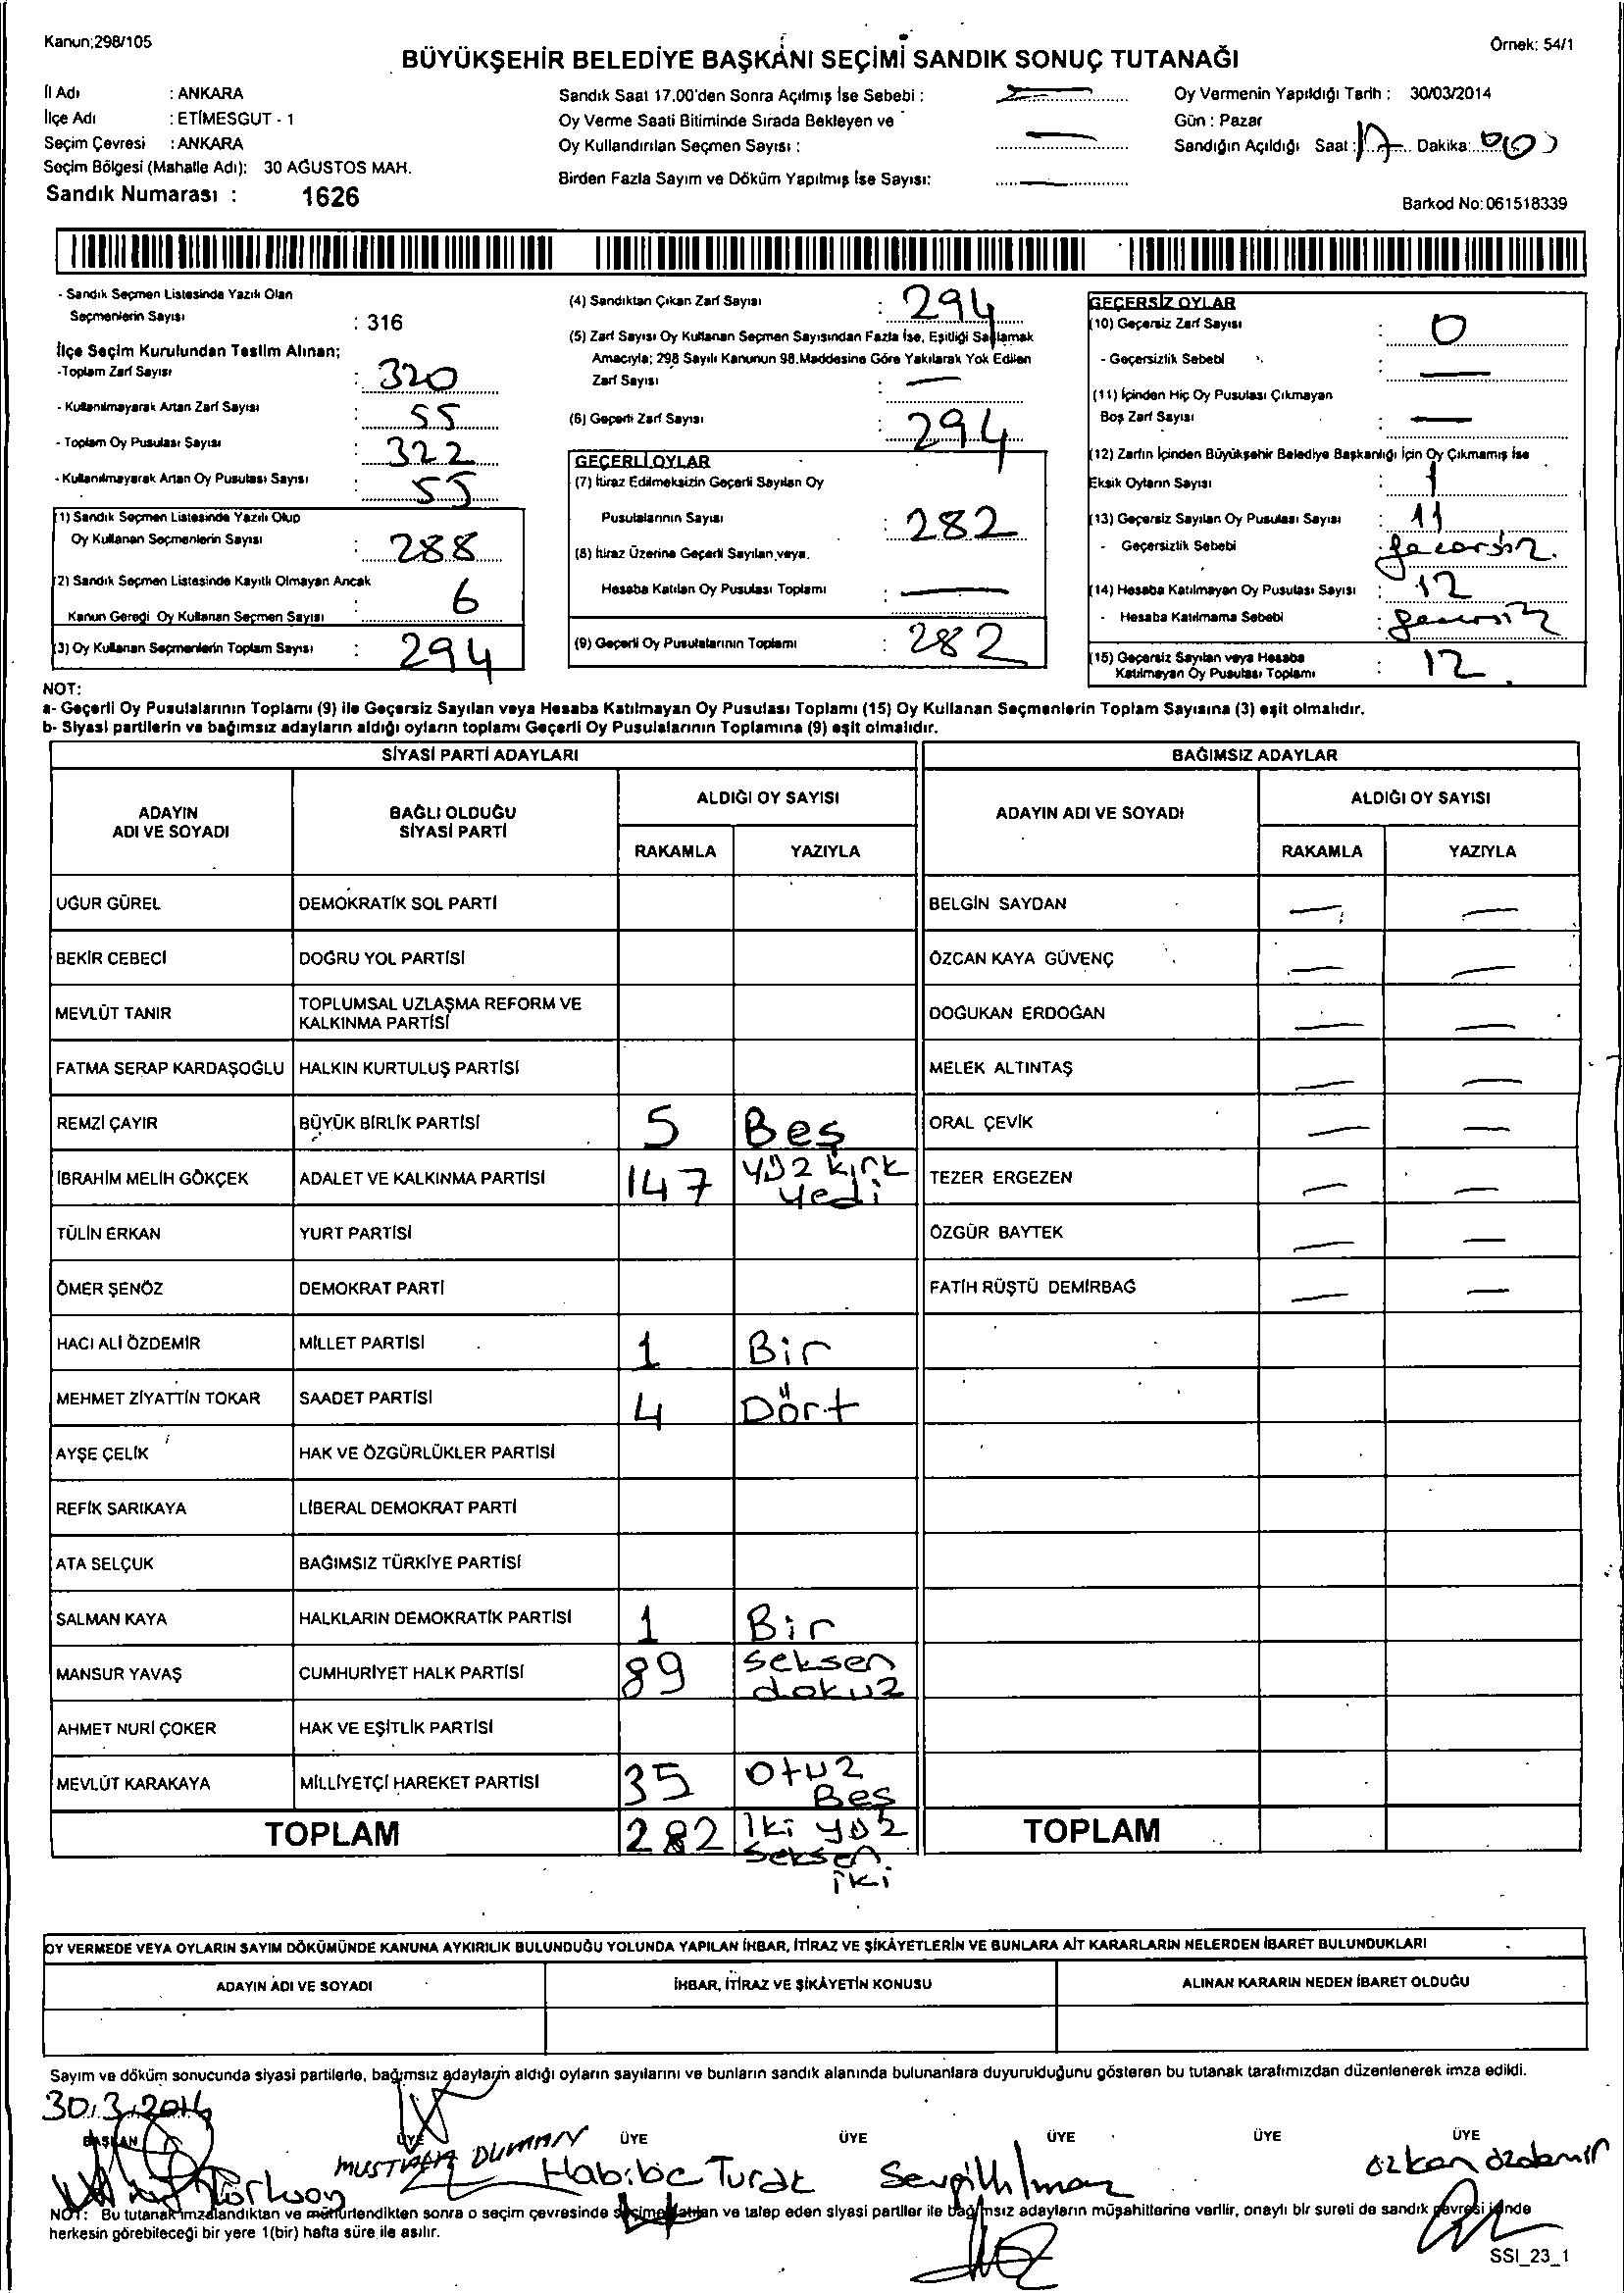 Kanun;298/105
Örnek: 54/1
BÜYÜKŞEHİR BELEDİYE BAŞKANI SEÇİMİ SANDIK SONUÇ TUTANAĞI
İl Adı : ANKARA
İlçe Adı : ETİMESGUT - 1
Seçim Çevresi : ANKARA
Seçim Bölgesi (Mahalle Adı): 30 AĞUSTOS MAH.
Sandık Numarası : 1626
Sandık Saat 17.00'den Sonra Açılmış İse Sebebi :
Oy Verme Saati Bitiminde Sırada Bekleyen ve
Oy Kullandırılan Seçmen Sayısı :
Birden Fazla Sayım ve Döküm Yapılmış İse Sayısı:
Oy Vermenin Yapıldığı Tarih : 30/03/2014
Gün : Pazar
Sandığın Açıldığı Saat : 17 Dakika: 00
Barkod No: 061518339
- Sandık Seçmen Listesinde Yazılı Olan
Seçmenlerin Sayısı : 316
İlçe Seçim Kurulundan Teslim Alınan;
-Toplam Zarf Sayısı : 320
- Kullanılmayarak Artan Zarf Sayısı : 55
- Toplam Oy Pusulası Sayısı : 322
- Kullanılmayarak Artan Oy Pusulası Sayısı : 55
(1) Sandık Seçmen Listesinde Yazılı Olup
Oy Kullanan Seçmenlerin Sayısı : 288
(2) Sandık Seçmen Listesinde Kayıtlı Olmayan Ancak
Kanun Gereği Oy Kullanan Seçmen Sayısı : 6
(3) Oy Kullanan Seçmenlerin Toplam Sayısı : 294
(4) Sandıktan Çıkan Zarf Sayısı : 294
(5) Zarf Sayısı Oy Kullanan Seçmen Sayısından Fazla İse, Eşitliği Sağlamak
Amacıyla; 298 Sayılı Kanunun 98.Maddesine Göre Yakılarak Yok Edilen
Zarf Sayısı : —
(6) Geçerli Zarf Sayısı : 294
GEÇERLİ OYLAR
(7) İtiraz Edilmeksizin Geçerli Sayılan Oy
Pusulalarının Sayısı : 282
(8) İtiraz Üzerine Geçerli Sayılan veya
Hesaba Katılan Oy Pusulası Toplamı : —
(9) Geçerli Oy Pusulalarının Toplamı : 282
GEÇERSİZ OYLAR
(10) Geçersiz Zarf Sayısı : 0
- Geçersizlik Sebebi : —
(11) İçinden Hiç Oy Pusulası Çıkmayan
Boş Zarf Sayısı : —
(12) Zarfın İçinden Büyükşehir Belediye Başkanlığı İçin Oy Çıkmamış İse
Eksik Oyların Sayısı : 1
(13) Geçersiz Sayılan Oy Pusulası Sayısı : 11
- Geçersizlik Sebebi : geçersiz.
(14) Hesaba Katılmayan Oy Pusulası Sayısı : 12
- Hesaba Katılmama Sebebi : geçersiz
(15) Geçersiz Sayılan veya Hesaba
Katılmayan Oy Pusulası Toplamı : 12
NOT:
a- Geçerli Oy Pusulalarının Toplamı (9) ile Geçersiz Sayılan veya Hesaba Katılmayan Oy Pusulası Toplamı (15) Oy Kullanan Seçmenlerin Toplam Sayısına (3) eşit olmalıdır.
b- Siyasi partilerin ve bağımsız adayların aldığı oyların toplamı Geçerli Oy Pusulalarının Toplamına (9) eşit olmalıdır.
SİYASİ PARTİ ADAYLARI
ADAYIN ADI VE SOYADI BAĞLI OLDUĞU SİYASİ PARTİ ALDIĞI OY SAYISI
RAKAMLA YAZIYLA
UĞUR GÜREL DEMOKRATİK SOL PARTİ
BEKİR CEBECİ DOĞRU YOL PARTİSİ
MEVLÜT TANIR TOPLUMSAL UZLAŞMA REFORM VE KALKINMA PARTİSİ
FATMA SERAP KARDAŞOĞLU HALKIN KURTULUŞ PARTİSİ
REMZİ ÇAYIR BÜYÜK BİRLİK PARTİSİ 5 Beş
İBRAHİM MELİH GÖKÇEK ADALET VE KALKINMA PARTİSİ 147 yüz kırk yedi
TÜLİN ERKAN YURT PARTİSİ
ÖMER ŞENÖZ DEMOKRAT PARTİ
HACI ALİ ÖZDEMİR MİLLET PARTİSİ 1 Bir
MEHMET ZİYATTİN TOKAR SAADET PARTİSİ 4 Dört
AYŞE ÇELİK HAK VE ÖZGÜRLÜKLER PARTİSİ
REFİK SARIKAYA LİBERAL DEMOKRAT PARTİ
ATA SELÇUK BAĞIMSIZ TÜRKİYE PARTİSİ
SALMAN KAYA HALKLARIN DEMOKRATİK PARTİSİ 1 Bir
MANSUR YAVAŞ CUMHURİYET HALK PARTİSİ 89 seksen dokuz
AHMET NURİ ÇOKER HAK VE EŞİTLİK PARTİSİ
MEVLÜT KARAKAYA MİLLİYETÇİ HAREKET PARTİSİ 35 otuz Beş
TOPLAM 282 İki yüz seksen iki
BAĞIMSIZ ADAYLAR
ADAYIN ADI VE SOYADI ALDIĞI OY SAYISI
RAKAMLA YAZIYLA
BELGİN SAYDAN — —
ÖZCAN KAYA GÜVENÇ — —
DOĞUKAN ERDOĞAN — —
MELEK ALTINTAŞ — —
ORAL ÇEVİK — —
TEZER ERGEZEN — —
ÖZGÜR BAYTEK — —
FATİH RÜŞTÜ DEMİRBAĞ — —
TOPLAM
OY VERMEDE VEYA OYLARIN SAYIM DÖKÜMÜNDE KANUNA AYKIRILIK BULUNDUĞU YOLUNDA YAPILAN İHBAR, İTİRAZ VE ŞİKÂYETLERİN VE BUNLARA AİT KARARLARIN NELERDEN İBARET BULUNDUKLARI
ADAYIN ADI VE SOYADI İHBAR, İTİRAZ VE ŞİKÂYETİN KONUSU ALINAN KARARIN NEDEN İBARET OLDUĞU
Sayım ve döküm sonucunda siyasi partilerle, bağımsız adayların aldığı oyların sayılarını ve bunların sandık alanında bulunanlara duyurulduğunu gösteren bu tutanak tarafımızdan düzenlenerek imza edildi.
30.3.2014
BAŞKAN ÜYE ÜYE ÜYE ÜYE ÜYE ÜYE
MUSTAFA DUMAN Habibe Turat Sevgi Yılmaz Özkan Özdemir
NOT: Bu tutanak imzalandıktan ve mühürlendikten sonra o seçim çevresinde seçime katılan ve talep eden siyasi partiler ile bağımsız adayların müşahitlerine verilir, onaylı bir sureti de sandık çevresi içinde
herkesin görebileceği bir yere 1(bir) hafta süre ile asılır.
SSI_23_1